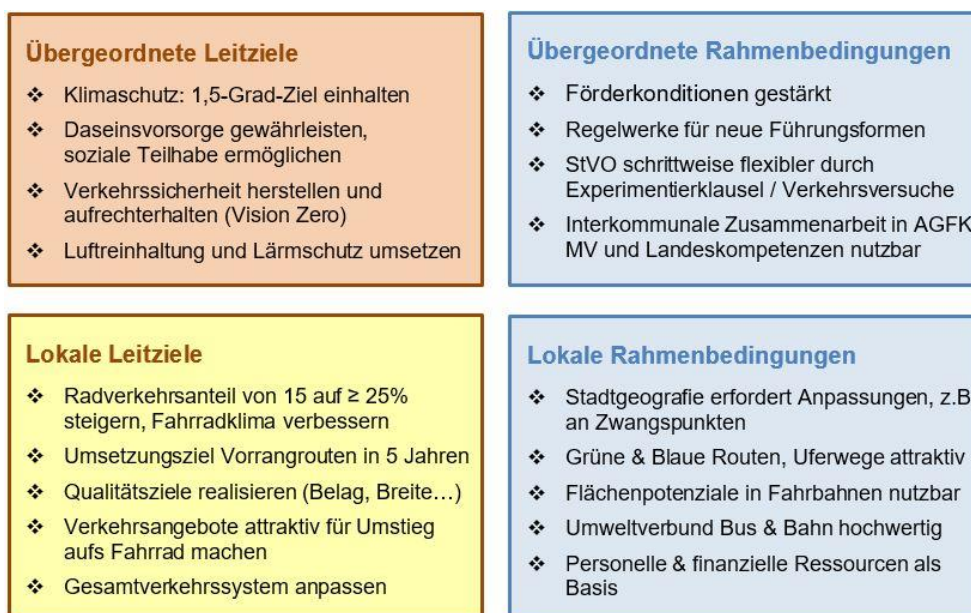 Übergeordnete Leitziele
❖ Klimaschutz: 1,5-Grad-Ziel einhalten
❖ Daseinsvorsorge gewährleisten,
soziale Teilhabe ermöglichen
❖ Verkehrssicherheit herstellen und
aufrechterhalten (Vision Zero)
❖ Luftreinhaltung und Lärmschutz umsetzen
Übergeordnete Rahmenbedingungen
❖ Förderkonditionen gestärkt
❖ Regelwerke für neue Führungsformen
❖ StVO schrittweise flexibler durch
Experimentierklausel / Verkehrsversuche
❖ Interkommunale Zusammenarbeit in AGFK
MV und Landeskompetenzen nutzbar
Lokale Leitziele
❖ Radverkehrsanteil von 15 auf ≥ 25%
steigern, Fahrradklima verbessern
❖ Umsetzungsziel Vorrangrouten in 5 Jahren
❖ Qualitätsziele realisieren (Belag, Breite…)
❖ Verkehrsangebote attraktiv für Umstieg
aufs Fahrrad machen
❖ Gesamtverkehrssystem anpassen
Lokale Rahmenbedingungen
❖ Stadtgeografie erfordert Anpassungen, z.B
an Zwangspunkten
❖ Grüne & Blaue Routen, Uferwege attraktiv
❖ Flächenpotenziale in Fahrbahnen nutzbar
❖ Umweltverbund Bus & Bahn hochwertig
❖ Personelle & finanzielle Ressourcen als
Basis